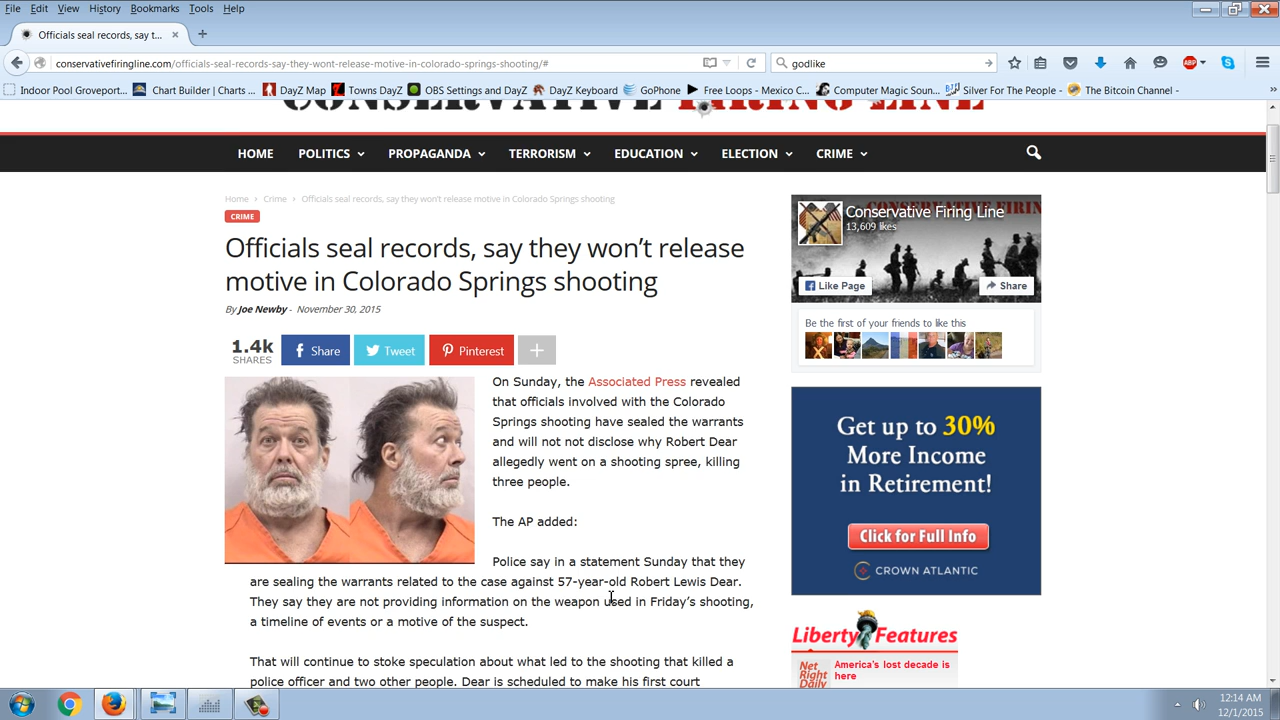 File Edit View History Bookmarks Tools Help
Officials seal records, say t... × +
conservativefiringline.com/officials-seal-records-say-they-wont-release-motive-in-colorado-springs-shooting/# godlike ABP
Indoor Pool Groveport... Chart Builder | Charts ... DayZ Map Towns DayZ OBS Settings and DayZ DayZ Keyboard GoPhone Free Loops - Mexico C... Computer Magic Soun... Silver For The People - The Bitcoin Channel - »
CONSERVATIVE FIRING LINE
HOME POLITICS PROPAGANDA TERRORISM EDUCATION ELECTION CRIME
Home > Crime > Officials seal records, say they won't release motive in Colorado Springs shooting
CRIME
Officials seal records, say they won't release
motive in Colorado Springs shooting
By Joe Newby - November 30, 2015
1.4k
SHARES
Share Tweet Pinterest +
On Sunday, the Associated Press revealed
that officials involved with the Colorado
Springs shooting have sealed the warrants
and will not not disclose why Robert Dear
allegedly went on a shooting spree, killing
three people.
The AP added:
Police say in a statement Sunday that they
are sealing the warrants related to the case against 57-year-old Robert Lewis Dear.
They say they are not providing information on the weapon used in Friday's shooting,
a timeline of events or a motive of the suspect.
That will continue to stoke speculation about what led to the shooting that killed a
police officer and two other people. Dear is scheduled to make his first court
Conservative Firing Line
13,609 likes
Like Page Share
Be the first of your friends to like this
Get up to 30%
More Income
in Retirement!
Click for Full Info
CROWN ATLANTIC
Liberty Features
Net
Right
Daily
America's lost decade is
here
12:14 AM
12/1/2015